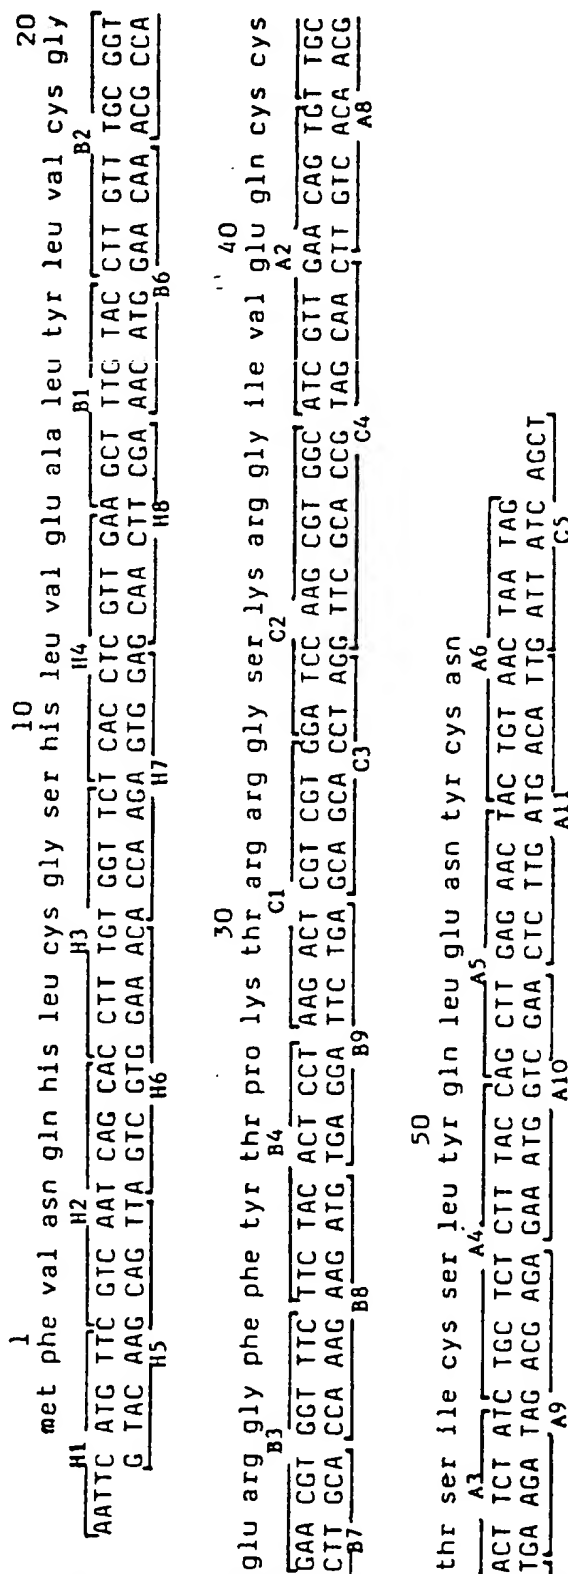 1 10 20
met phe val asn gln his leu cys gly ser his leu val glu ala leu tyr leu val cys gly
H1 H2 H3 H4 B1 B2
AATTC ATG TTC GTC AAT CAG CAC CTT TGT GGT TCT CAC CTC GTT GAA GCT TTG TAC CTT GTT TGC GGT
G TAC AAG CAG TTA GTC GTG GAA ACA CCA AGA GTG GAG CAA CTT CGA AAC ATG GAA CAA ACG CCA
H5 H6 H7 H8 B6
30 40
glu arg gly phe phe tyr thr pro lys thr arg arg gly ser lys arg gly ile val glu gln cys cys
B3 B4 C1 C2 A2
GAA CGT GGT TTC TTC TAC ACT CCT AAG ACT CGT CGT GGA TCC AAG CGT GGC ATC GTT GAA CAG TGT TGC
CTT GCA CCA AAG AAG ATG TGA GGA TTC TGA GCA GCA CCT AGG TTC GCA CCG TAG CAA CTT GTC ACA ACG
B7 B8 B9 C3 C4 A8
50
thr ser ile cys ser leu tyr gln leu glu asn tyr cys asn
A3 A4 A5 A6
ACT TCT ATC TGC TCT CTT TAC CAG CTT GAG AAC TAC TGT AAC TAA TAG
TGA AGA TAG ACG AGA GAA ATG GTC GAA CTC TTG ATG ACA TTG ATT ATC AGCT
A9 A10 A11 C5